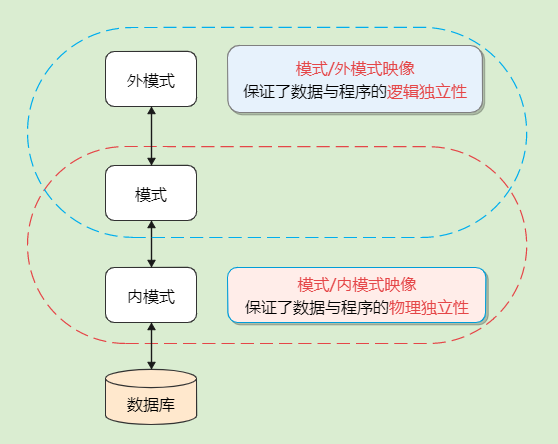 外模式
模式/外模式映像
保证了数据与程序的逻辑独立性
模式
内模式
模式/内模式映像
保证了数据与程序的物理独立性
数据库